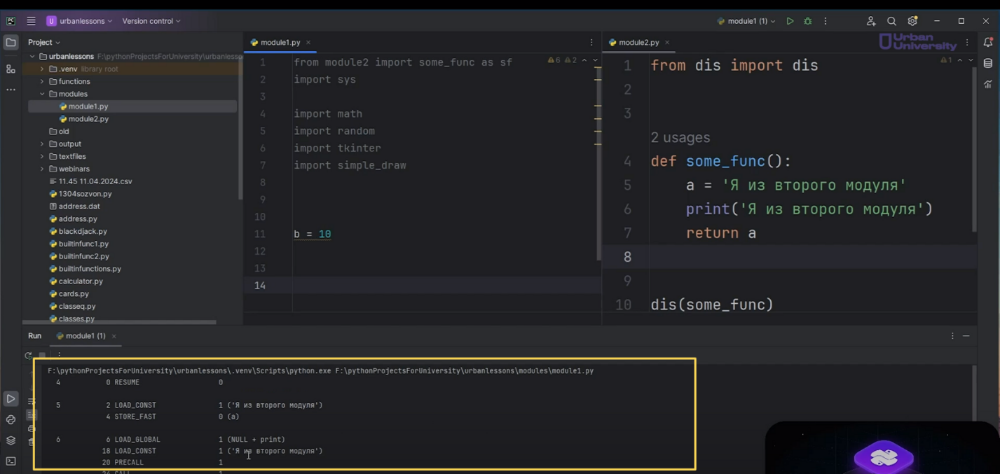 PC
U urbanlessons
Version control
module1 (1)
Project
urbanlessons F:\pythonProjectsForUniversity\urbanlesso
.venv library root
functions
modules
module1.py
module2.py
old
output
textfiles
webinars
11.45 11.04.2024.csv
1304sozvon.py
address.dat
address.py
blackdjack.py
builtinfunc1.py
builtinfunc2.py
builtinfunctions.py
calculator.py
cards.py
classeq.py
classes.py
module1.py
6 2
1 from module2 import some_func as sf
2 import sys
3
4 import math
5 import random
6 import tkinter
7 import simple_draw
8
9
10
11 b = 10
12
13
14
module2.py
Urban
University
1
1 from dis import dis
2
3
2 usages
4 def some_func():
5 a = 'Я из второго модуля'
6 print('Я из второго модуля')
7 return a
8
9
10 dis(some_func)
Run module1 (1)
F:\pythonProjectsForUniversity\urbanlessons\.venv\Scripts\python.exe F:\pythonProjectsForUniversity\urbanlessons\modules\module1.py
4 0 RESUME 0
5 2 LOAD_CONST 1 ('Я из второго модуля')
4 STORE_FAST 0 (a)
6 6 LOAD_GLOBAL 1 (NULL + print)
18 LOAD_CONST 1 ('Я из второго модуля')
20 PRECALL 1
24 CALL 1